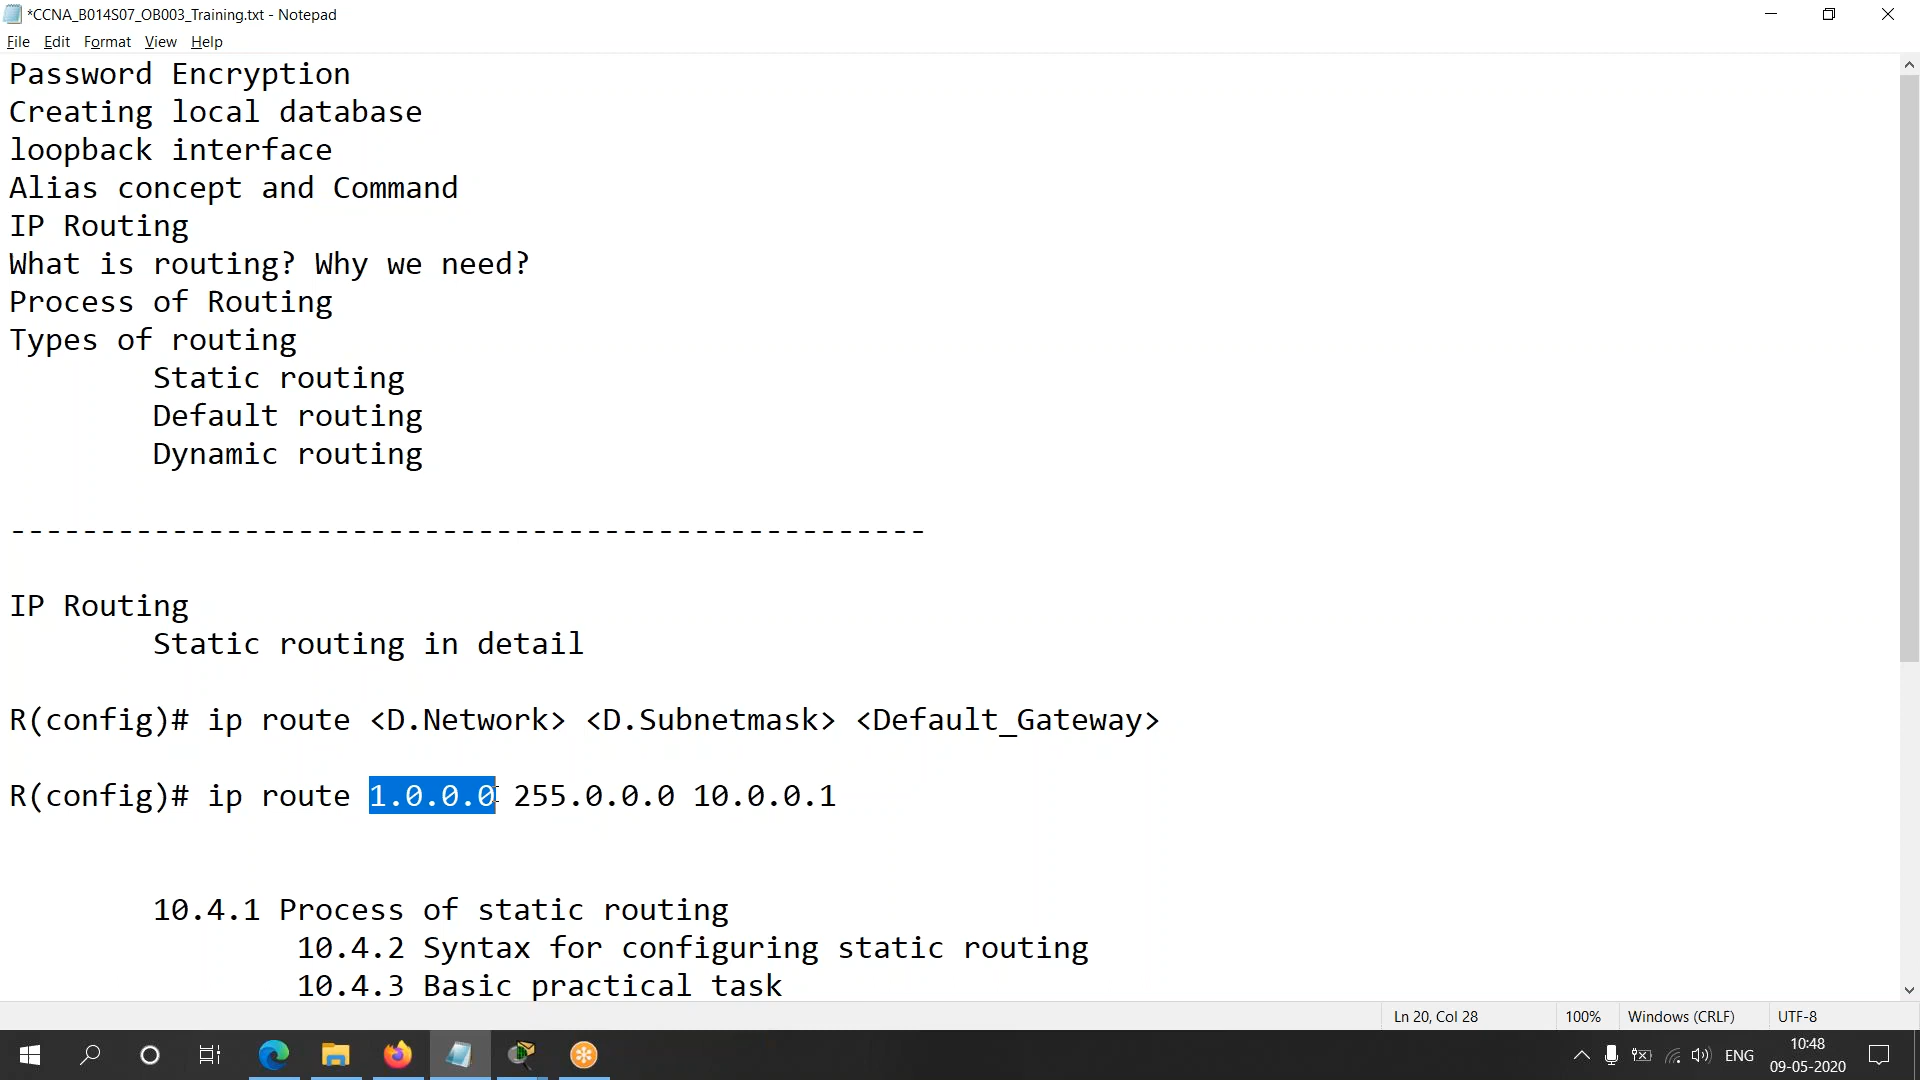 *CCNA_B014S07_OB003_Training.txt - Notepad
File Edit Format View Help
Password Encryption
Creating local database
loopback interface
Alias concept and Command
IP Routing
What is routing? Why we need?
Process of Routing
Types of routing
Static routing
Default routing
Dynamic routing
---------------------------------------------------
IP Routing
Static routing in detail
R(config)# ip route <D.Network> <D.Subnetmask> <Default_Gateway>
R(config)# ip route 1.0.0.0 255.0.0.0 10.0.0.1
10.4.1 Process of static routing
10.4.2 Syntax for configuring static routing
10.4.3 Basic practical task
Ln 20, Col 28 100% Windows (CRLF) UTF-8
ENG 10:48
09-05-2020